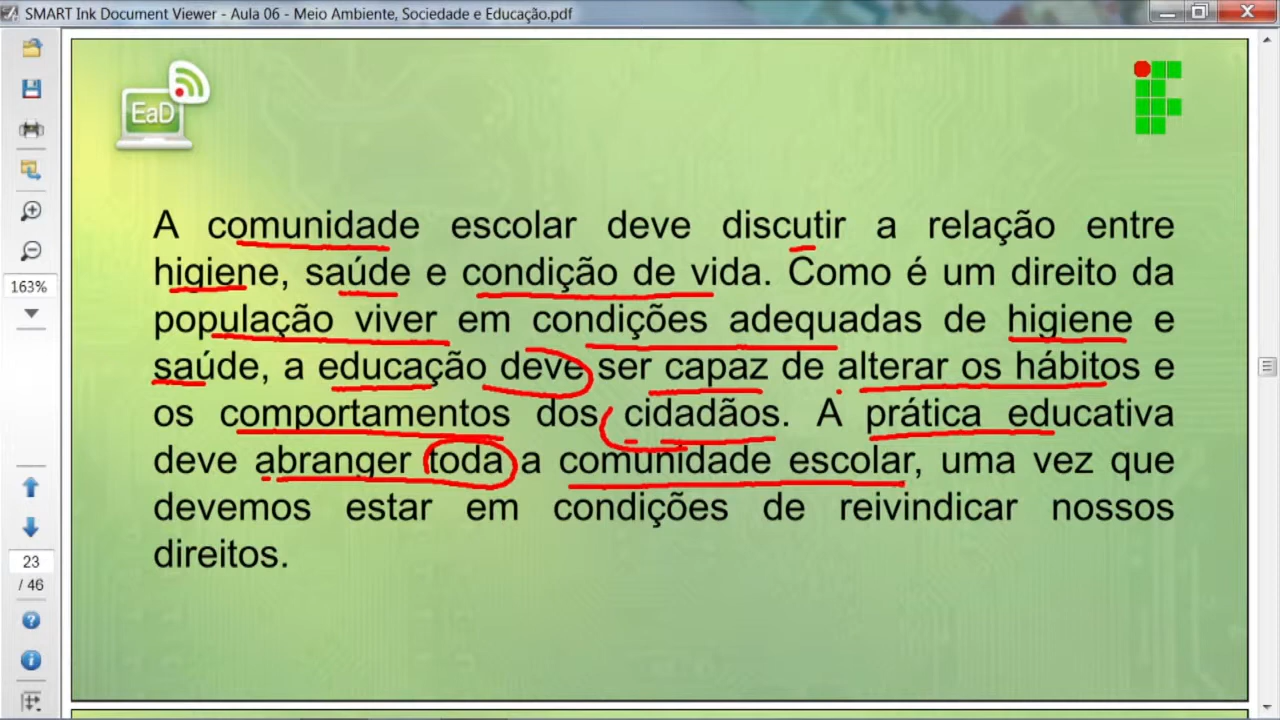 SMART Ink Document Viewer - Aula 06 - Meio Ambiente, Sociedade e Educação.pdf
EaD
A comunidade escolar deve discutir a relação entre
higiene, saúde e condição de vida. Como é um direito da
população viver em condições adequadas de higiene e
saúde, a educação deve ser capaz de alterar os hábitos e
os comportamentos dos cidadãos. A prática educativa
deve abranger toda a comunidade escolar, uma vez que
devemos estar em condições de reivindicar nossos
direitos.
163%
23
/ 46